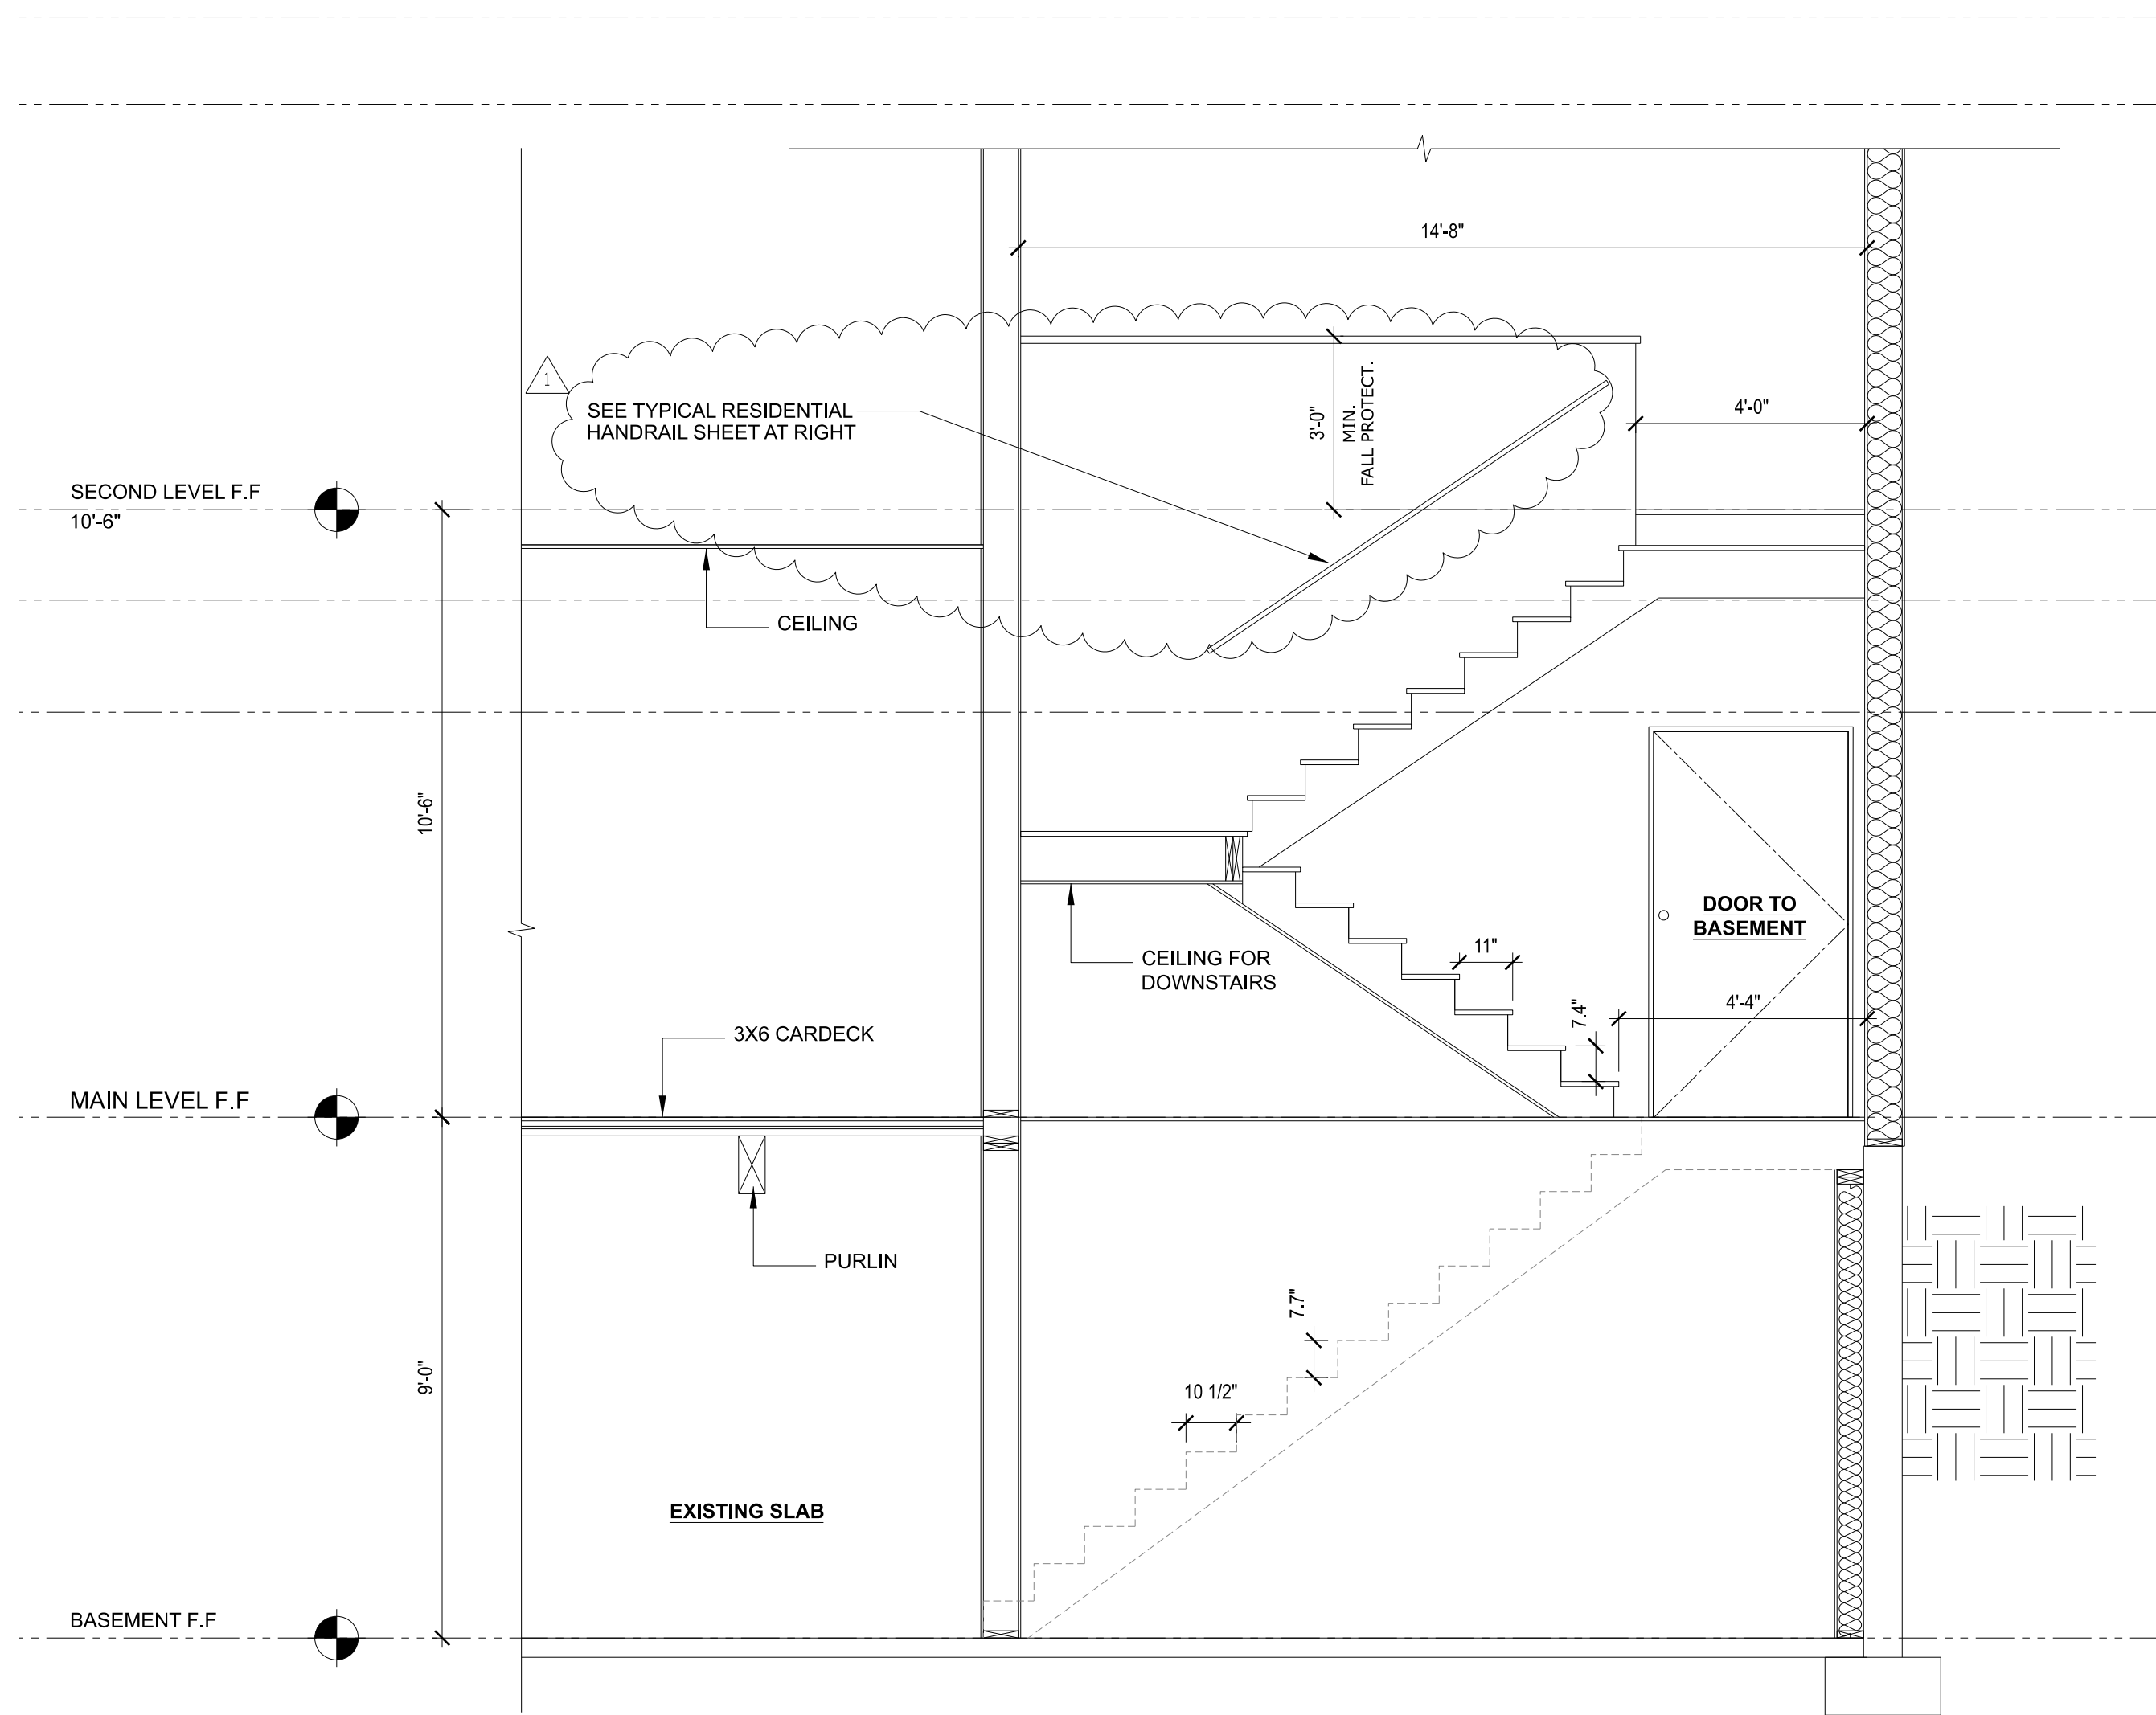 14'-8"
1
SEE TYPICAL RESIDENTIAL
HANDRAIL SHEET AT RIGHT
3'-0"
MIN.
FALL PROTECT.
4'-0"
SECOND LEVEL F.F
10'-6"
CEILING
10'-6"
DOOR TO
BASEMENT
CEILING FOR
DOWNSTAIRS
11"
7.4"
4'-4"
3X6 CARDECK
MAIN LEVEL F.F
PURLIN
7.7"
9'-0"
10 1/2"
EXISTING SLAB
BASEMENT F.F